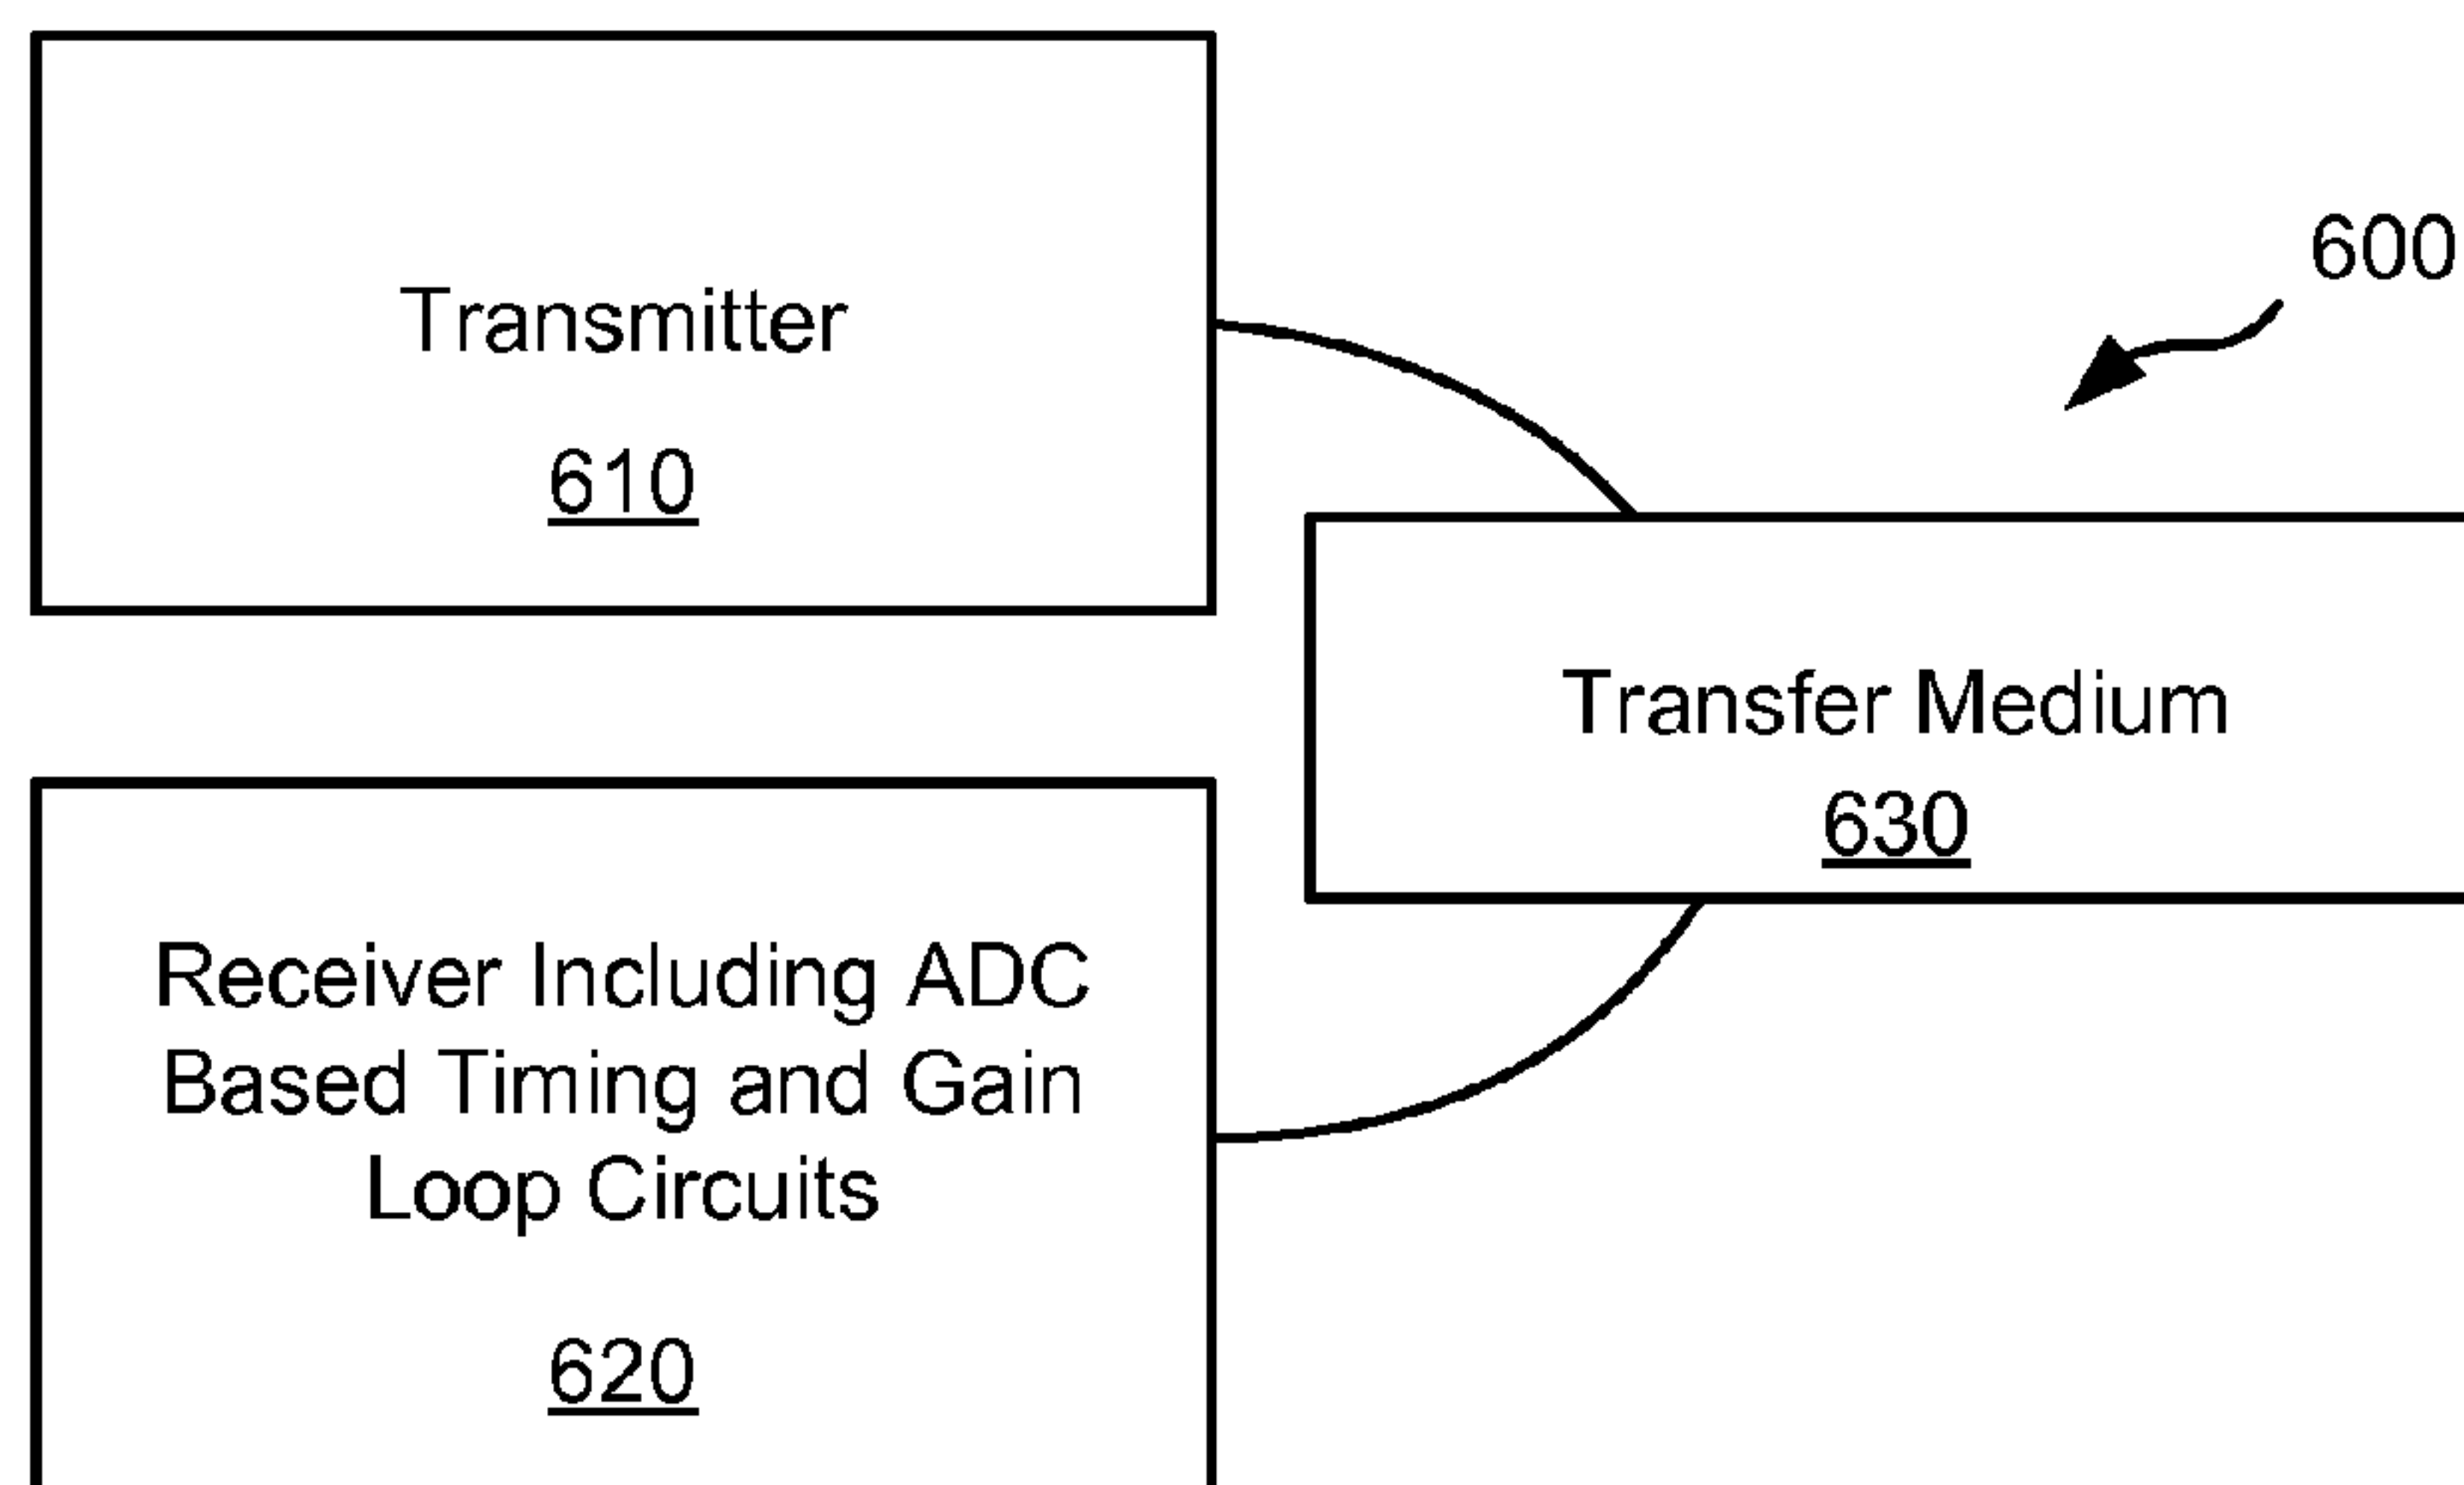 Transmitter
610
600
Transfer Medium
630
Receiver Including ADC
Based Timing and Gain
Loop Circuits
620